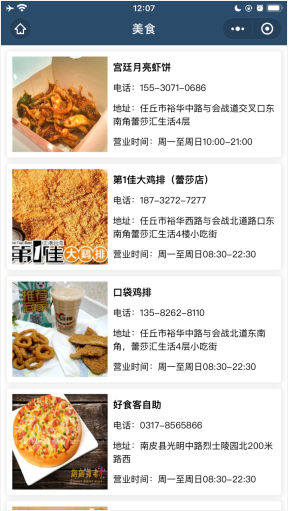 12:07
美食
宫廷月亮虾饼
电话：155-3071-0686
地址：任丘市裕华中路与会战道交叉口东
南角蕾莎汇生活4层
营业时间：周一至周日10:00-21:00
第1佳大鸡排（蕾莎店）
电话：187-3272-7277
地址：任丘市裕华西路与会战北道路口东
南角蕾莎汇生活4楼小吃街
营业时间：周一至周日08:30-22:30
第1佳
大鸡排
口袋鸡排
电话：135-8262-8110
地址：任丘市裕华中路与会战北道东南
角，蕾莎汇生活4层小吃街
营业时间：周一至周日08:30-22:30
好食客自助
电话：0317-8565866
地址：南皮县光明中路烈士陵园北200米
路西
营业时间：周一至周日08:30-22:30